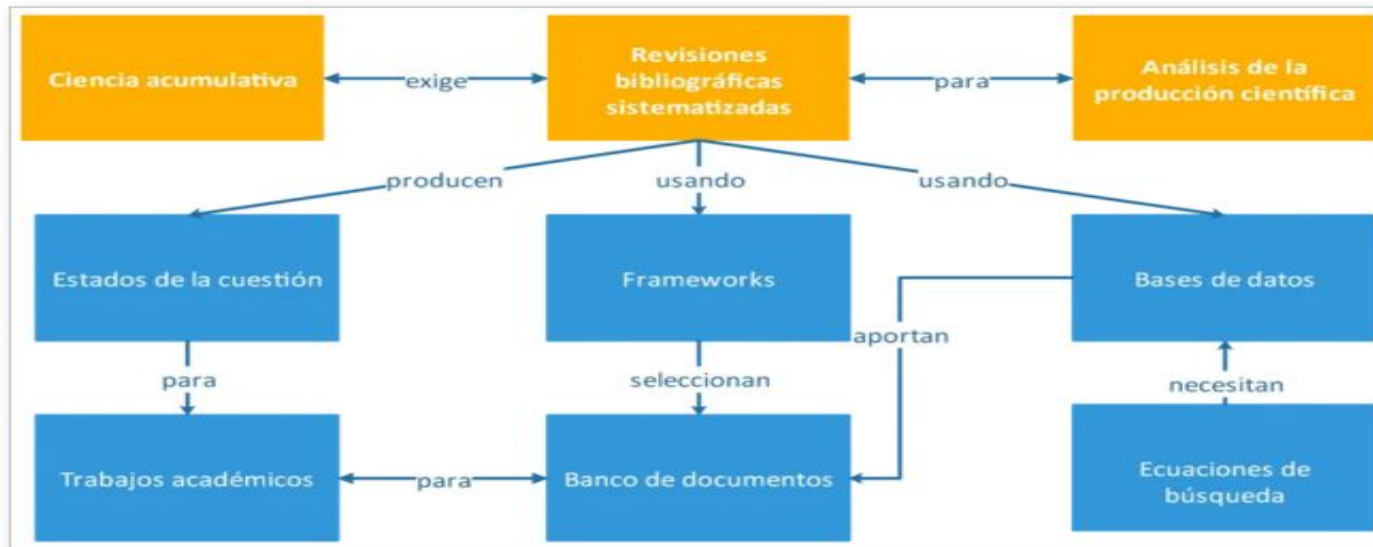 Revisiones
bibliográficas
sistematizadas
Ciencia acumulativa
exige
para
Análisis de la
producción científica
producen
usando
usando
Estados de la cuestión
Frameworks
Bases de datos
aportan
para
seleccionan
necesitan
Trabajos académicos
para
Banco de documentos
Ecuaciones de
búsqueda